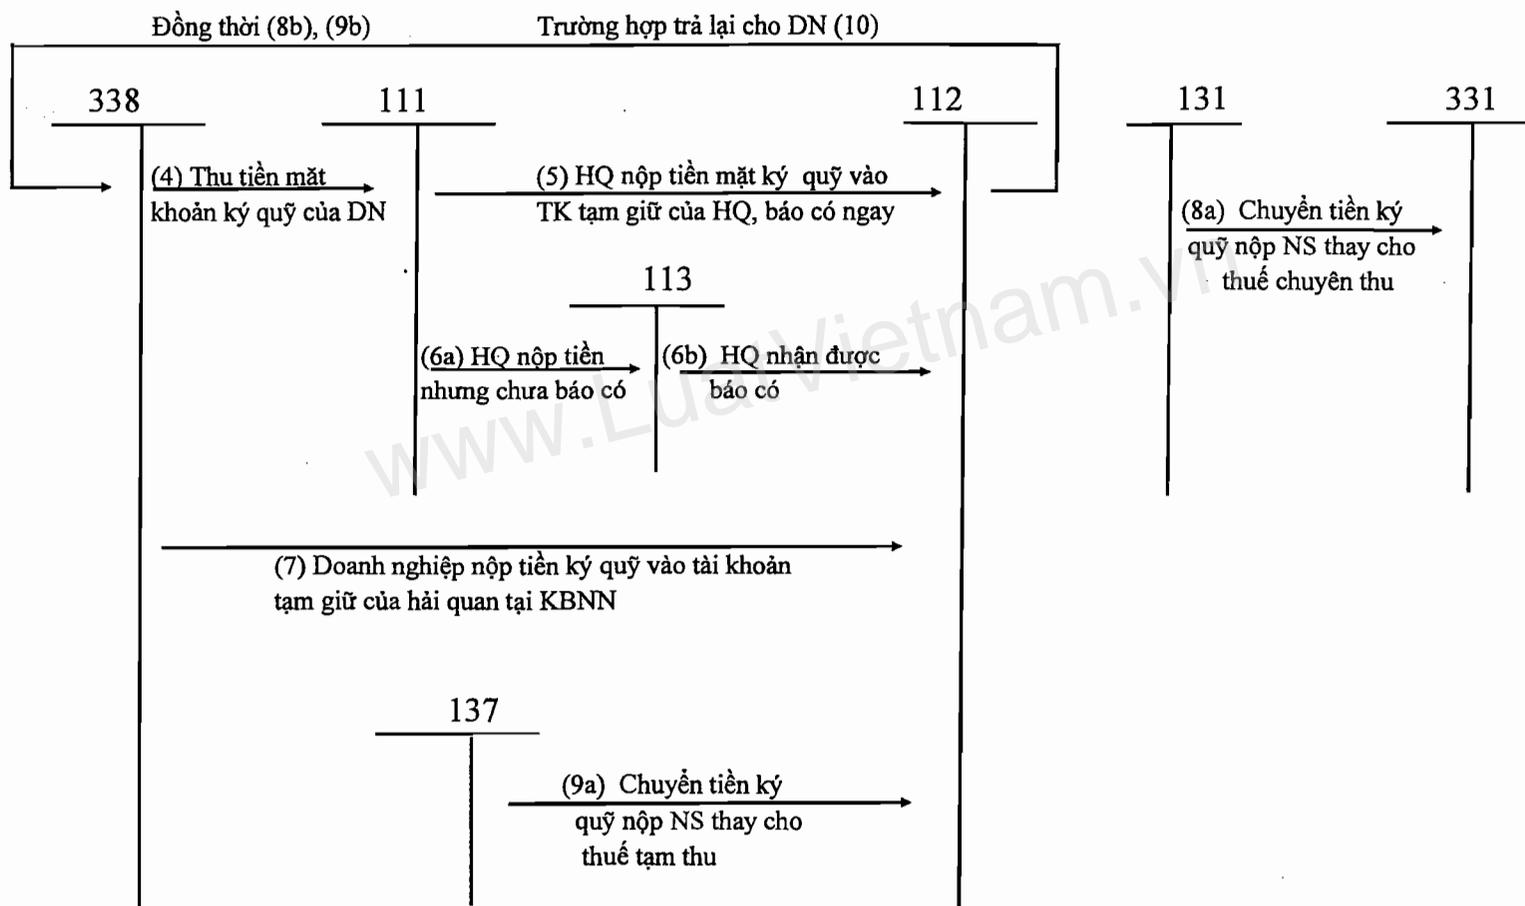 Đồng thời (8b), (9b) Trường hợp trả lại cho DN (10)
338 111 112 131 331
(4) Thu tiền mặt
khoản ký quỹ của DN
(5) HQ nộp tiền mặt ký quỹ vào
TK tạm giữ của HQ, báo có ngay
(8a) Chuyển tiền ký
quỹ nộp NS thay cho
thuế chuyên thu
113
(6a) HQ nộp tiền
nhưng chưa báo có
(6b) HQ nhận được
báo có
www.LuatVietnam.vn
(7) Doanh nghiệp nộp tiền ký quỹ vào tài khoản
tạm giữ của hải quan tại KBNN
137
(9a) Chuyển tiền ký
quỹ nộp NS thay cho
thuế tạm thu